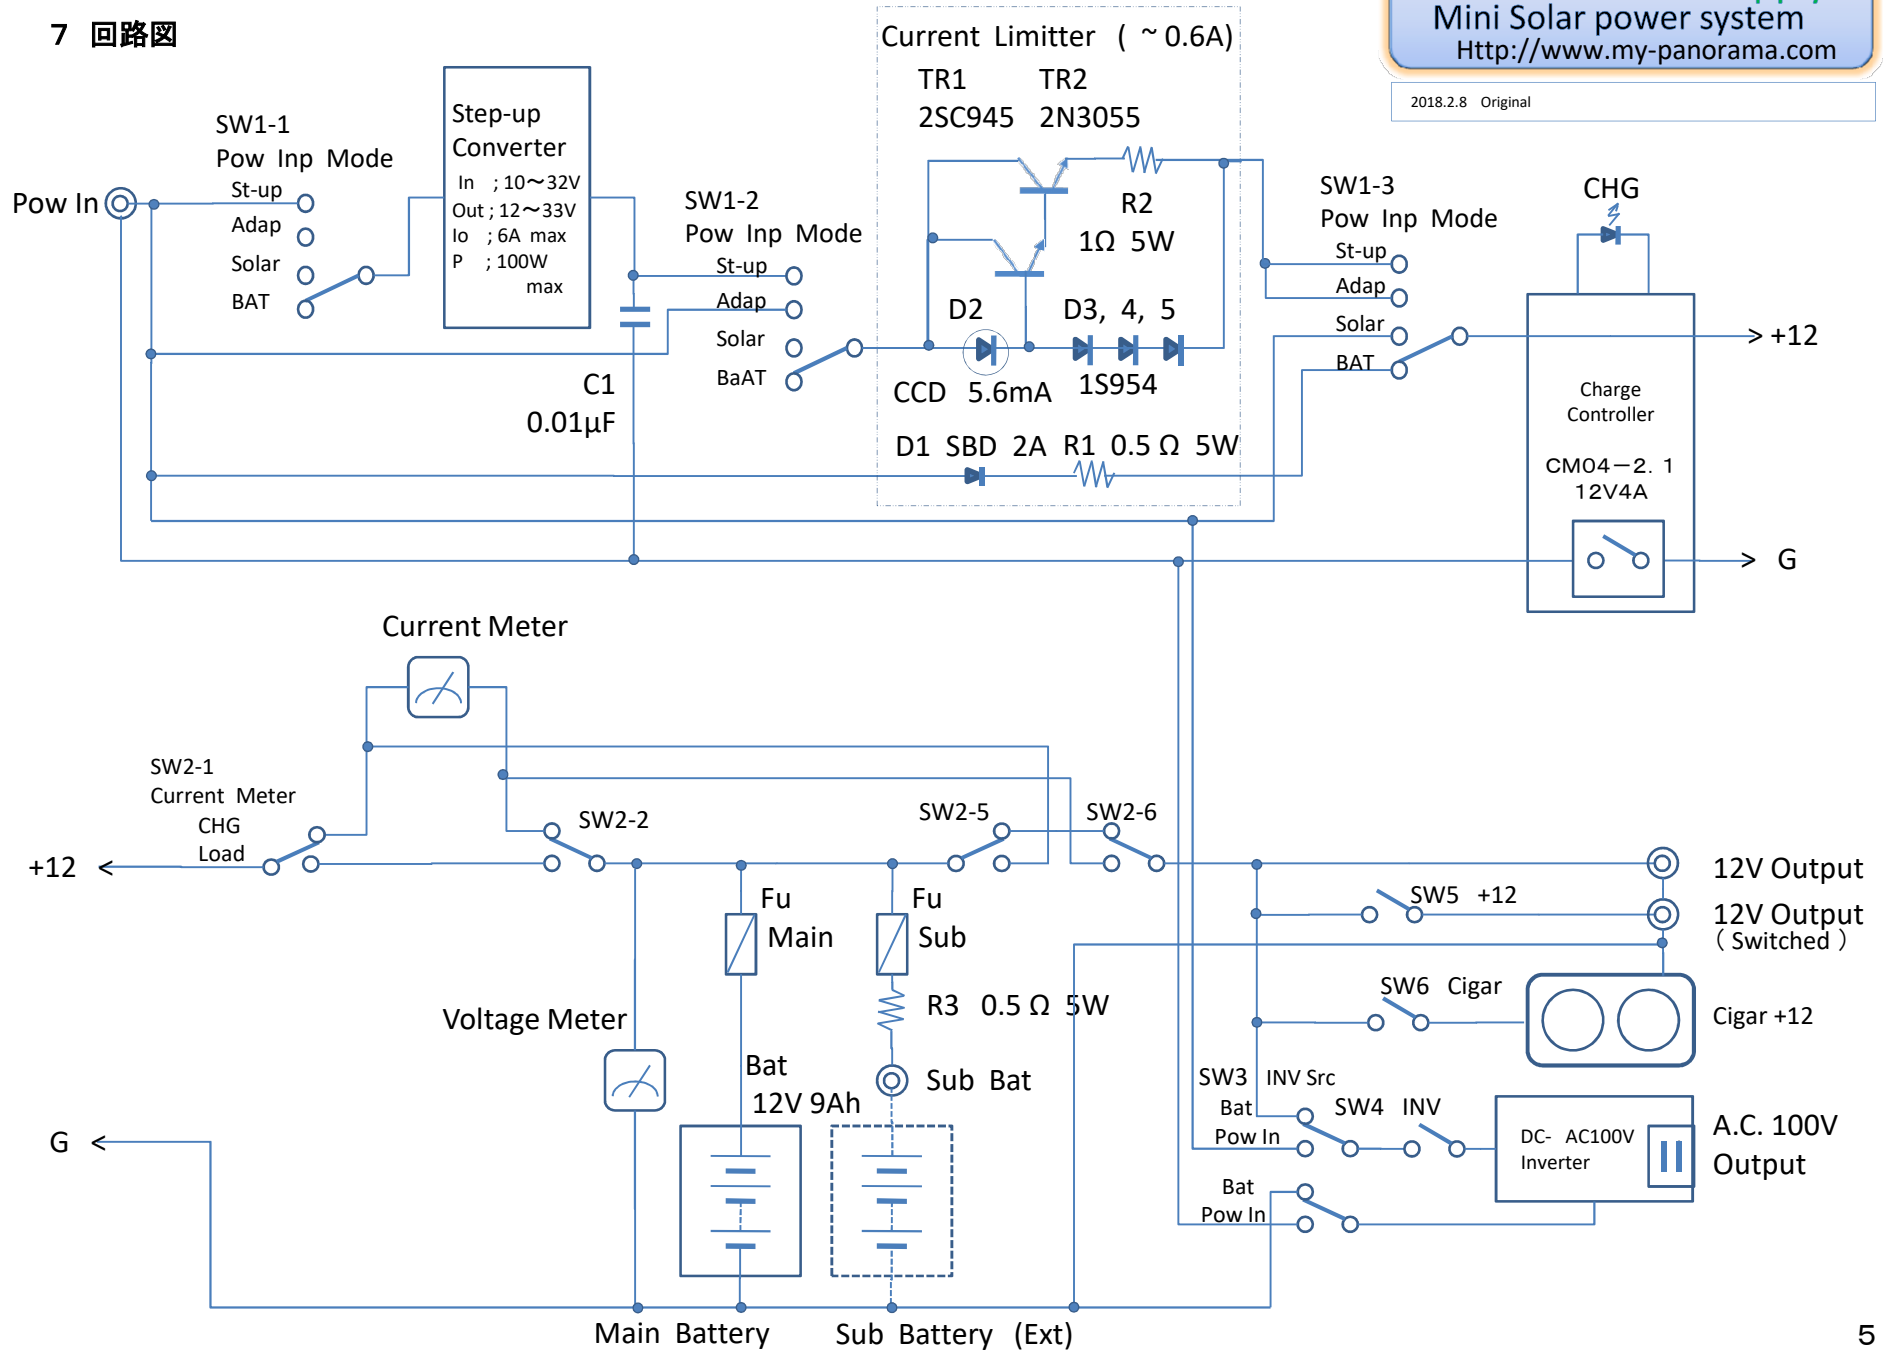 7 回路図
Mini Solar power system
Http://www.my-panorama.com
2018.2.8 Original
Current Limitter ( ~0.6A)
TR1 TR2
2SC945 2N3055
R2
1Ω 5W
D2 D3, 4, 5
CCD 5.6mA 1S954
D1 SBD 2A R1 0.5 Ω 5W
Pow In
SW1-1
Pow Inp Mode
St-up
Adap
Solar
BAT
Step-up
Converter
In ; 10～32V
Out ; 12～33V
Io ; 6A max
P ; 100W
max
SW1-2
Pow Inp Mode
St-up
Adap
Solar
BaAT
C1
0.01μF
SW1-3
Pow Inp Mode
St-up
Adap
Solar
BAT
CHG
> +12
Charge
Controller
CM04－2. 1
12V4A
> G
Current Meter
SW2-1
Current Meter
CHG
Load
+12 <
SW2-2
SW2-5
SW2-6
Fu
Main
Fu
Sub
R3 0.5 Ω 5W
Voltage Meter
Bat
12V 9Ah
Sub Bat
G <
Main Battery
Sub Battery (Ext)
12V Output
SW5 +12
12V Output
（ Switched ）
SW6 Cigar
Cigar +12
SW3 INV Src
Bat
Pow In
SW4 INV
Bat
Pow In
DC- AC100V
Inverter
A.C. 100V
Output
5